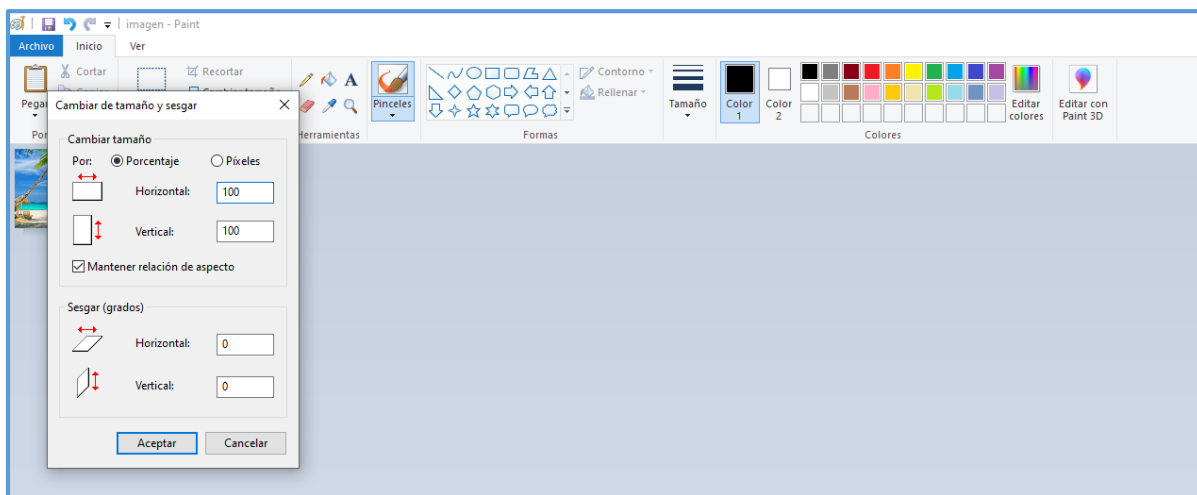 imagen - Paint
Archivo Inicio Ver
Cortar
Recortar
A
Contorno
Rellenar
Pegar
Pinceles
Tamaño
Color 1
Color 2
Editar colores
Editar con Paint 3D
Formas
Colores
Cambiar de tamaño y sesgar
Cambiar tamaño
Por: Porcentaje Píxeles
Horizontal: 100
Vertical: 100
Mantener relación de aspecto
Sesgar (grados)
Horizontal: 0
Vertical: 0
Aceptar Cancelar